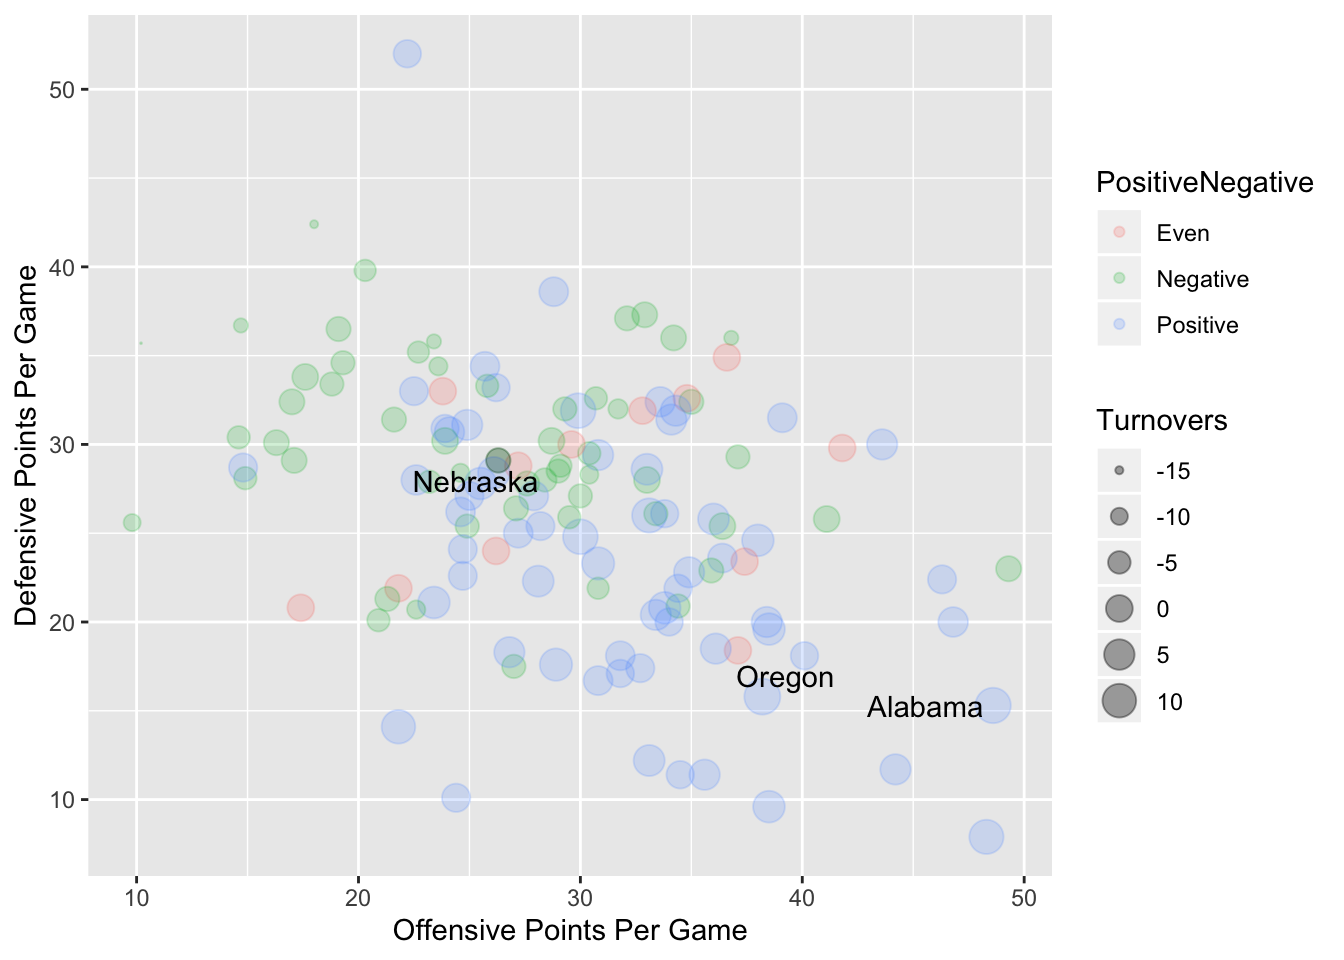 50
40
30
20
10
Defensive Points Per Game
Nebraska
Oregon
Alabama
10 20 30 40 50
Offensive Points Per Game
PositiveNegative
Even
Negative
Positive
Turnovers
-15
-10
-5
0
5
10